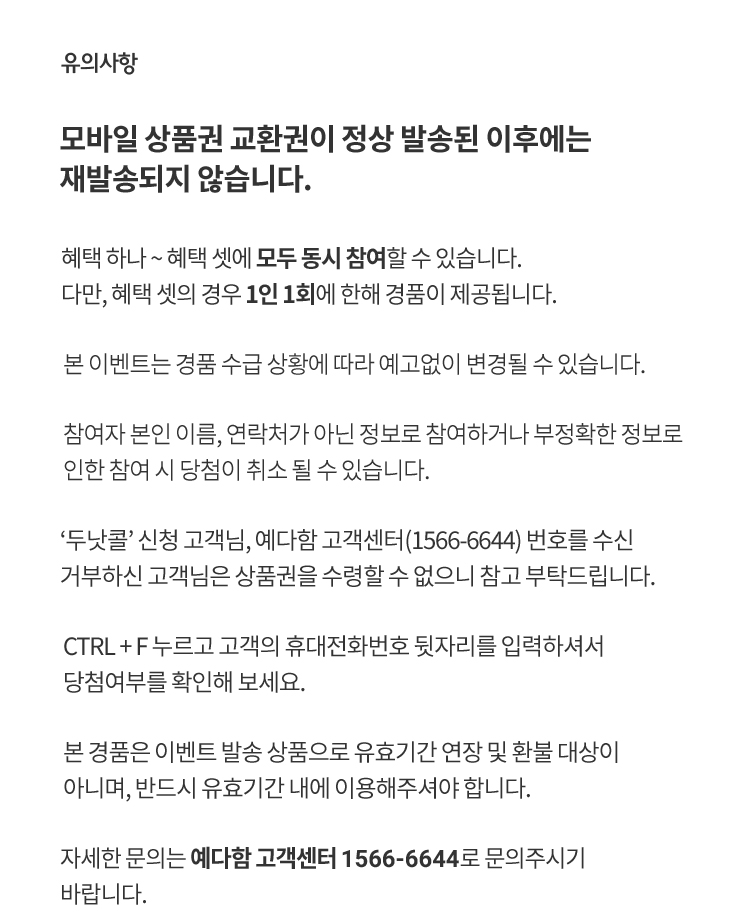 유의사항
모바일 상품권 교환권이 정상 발송된 이후에는
재발송되지 않습니다.
혜택 하나 ~ 혜택 셋에 모두 동시 참여할 수 있습니다.
다만, 혜택 셋의 경우 1인 1회에 한해 경품이 제공됩니다.
본 이벤트는 경품 수급 상황에 따라 예고없이 변경될 수 있습니다.
참여자 본인 이름, 연락처가 아닌 정보로 참여하거나 부정확한 정보로
인한 참여 시 당첨이 취소 될 수 있습니다.
‘두낫콜’ 신청 고객님, 예다함 고객센터(1566-6644) 번호를 수신
거부하신 고객님은 상품권을 수령할 수 없으니 참고 부탁드립니다.
CTRL + F 누르고 고객의 휴대전화번호 뒷자리를 입력하셔서
당첨여부를 확인해 보세요.
본 경품은 이벤트 발송 상품으로 유효기간 연장 및 환불 대상이
아니며, 반드시 유효기간 내에 이용해주셔야 합니다.
자세한 문의는 예다함 고객센터 1566-6644로 문의주시기
바랍니다.